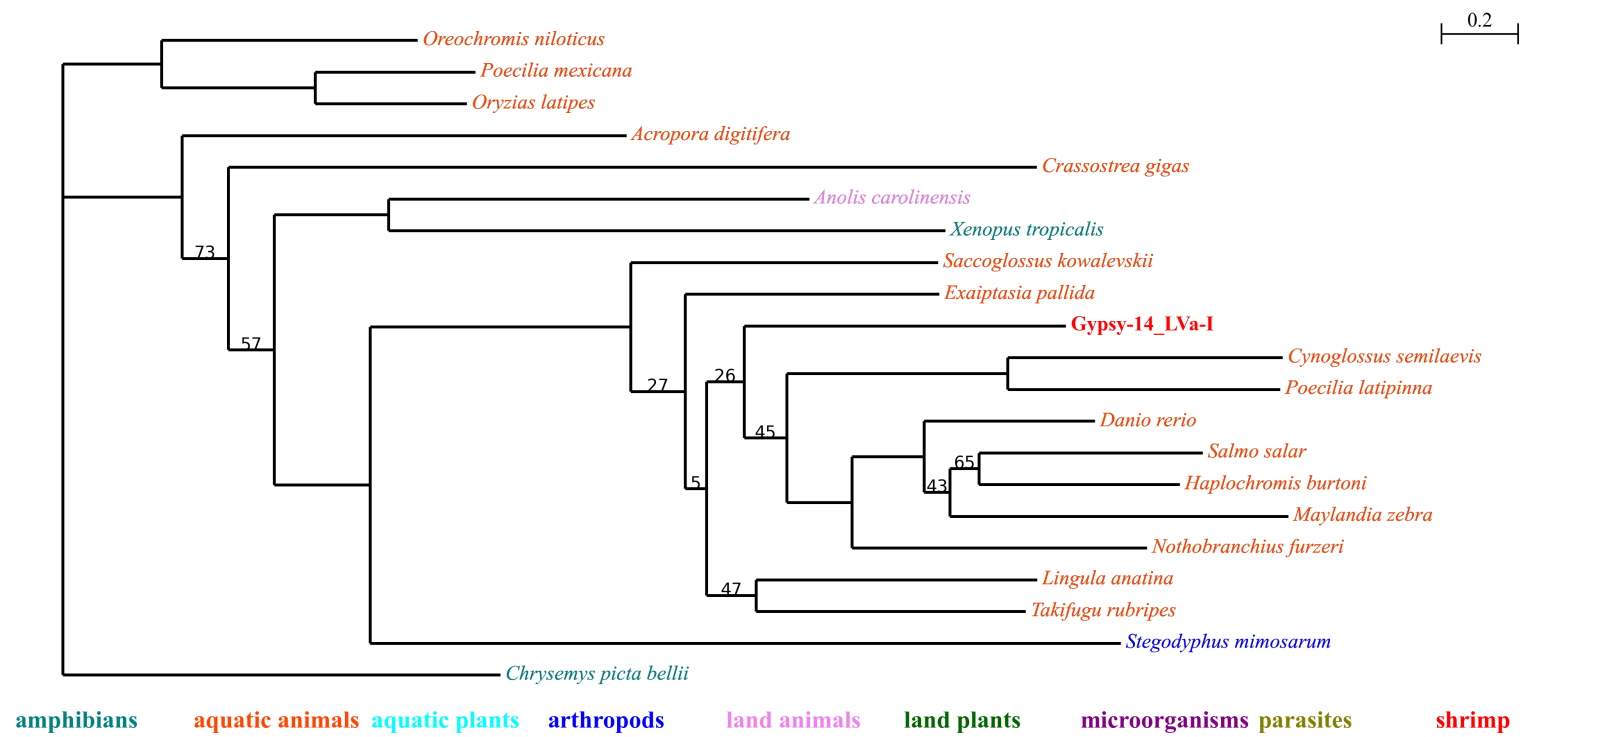 0.2
Oreochromis niloticus
Poecilia mexicana
Oryzias latipes
Acropora digitifera
Crassostrea gigas
Anolis carolinensis
Xenopus tropicalis
73
Saccoglossus kowalevskii
Exaiptasia pallida
Gypsy-14_LVa-I
57
Cynoglossus semilaevis
26
27
Poecilia latipinna
Danio rerio
45
Salmo salar
65
5
43
Haplochromis burtoni
Maylandia zebra
Nothobranchius furzeri
Lingula anatina
47
Takifugu rubripes
Stegodyphus mimosarum
Chrysemys picta bellii
amphibians aquatic animals aquatic plants arthropods land animals land plants microorganisms parasites shrimp